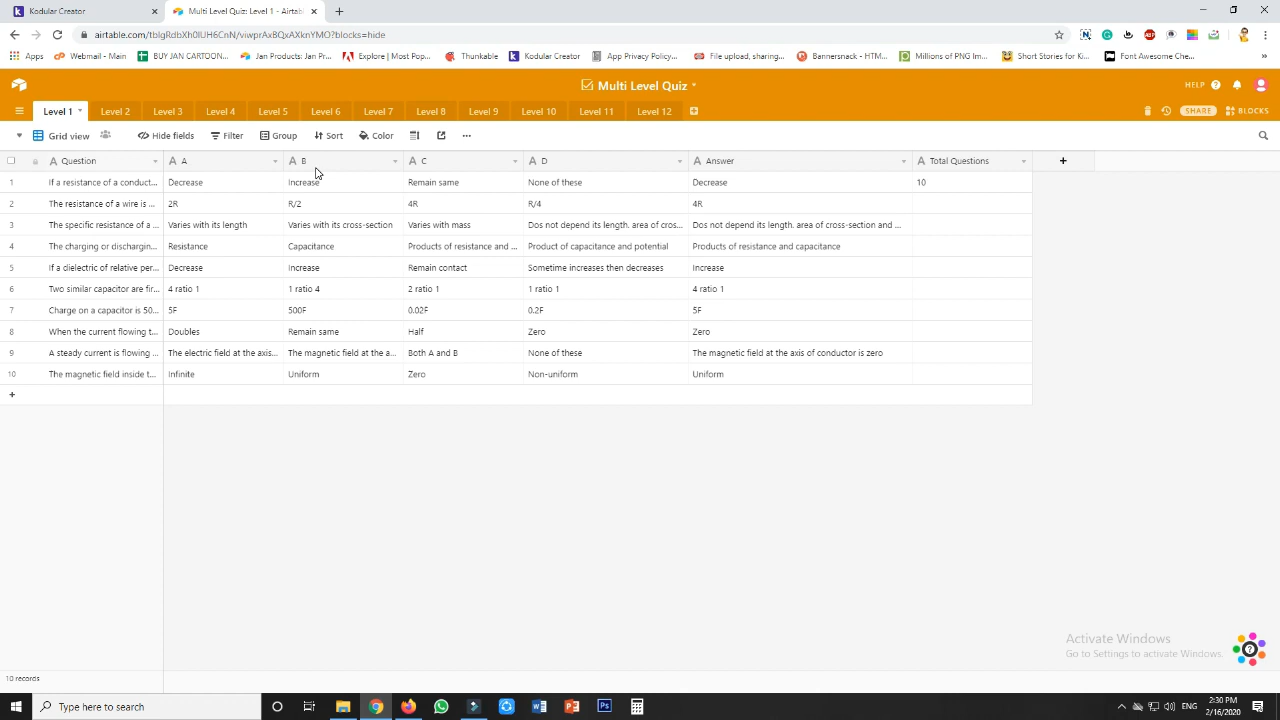 Kodular Creator
Multi Level Quiz: Level 1 - Airtabl
airtable.com/tblgRdbXh0lUH6CnN/viwprAxBQxAXknYMO?blocks=hide
Apps
Webmail - Main
BUY JAN CARTOON...
Jan Products: Jan Pr...
Explore | Most Pop...
Thunkable
Kodular Creator
App Privacy Policy...
File upload, sharing...
Bannersnack - HTM...
Millions of PNG Im...
Short Stories for Ki...
Font Awesome Che...
»
Multi Level Quiz
HELP
Level 1
Level 2
Level 3
Level 4
Level 5
Level 6
Level 7
Level 8
Level 9
Level 10
Level 11
Level 12
SHARE
BLOCKS
Grid view
Hide fields
Filter
Group
Sort
Color
Question A B C D Answer Total Questions
1 If a resistance of a conduct... Decrease Increase Remain same None of these Decrease 10
2 The resistance of a wire is ... 2R R/2 4R R/4 4R
3 The specific resistance of a ... Varies with its length Varies with its cross-section Varies with mass Dos not depend its length. area of cros... Dos not depend its length. area of cross-section and ...
4 The charging or dischargin... Resistance Capacitance Products of resistance and ... Product of capacitance and potential Products of resistance and capacitance
5 If a dielectric of relative per... Decrease Increase Remain contact Sometime increases then decreases Increase
6 Two similar capacitor are fir... 4 ratio 1 1 ratio 4 2 ratio 1 1 ratio 1 4 ratio 1
7 Charge on a capacitor is 50... 5F 500F 0.02F 0.2F 5F
8 When the current flowing t... Doubles Remain same Half Zero Zero
9 A steady current is flowing ... The electric field at the axis... The magnetic field at the a... Both A and B None of these The magnetic field at the axis of conductor is zero
10 The magnetic field inside t... Infinite Uniform Zero Non-uniform Uniform
10 records
Activate Windows
Go to Settings to activate Windows.
Type here to search
ENG
2:30 PM
2/16/2020